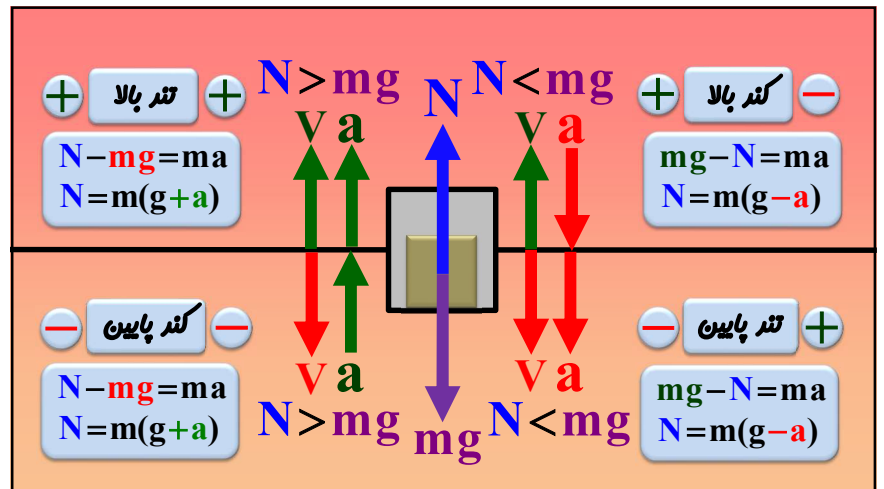 N>mg
N
N<mg
+ تند بالا +
v a
v a
+ کند بالا −
N−mg=ma
N=m(g+a)
mg−N=ma
N=m(g−a)
− کند پایین −
− تند پایین +
v a
v a
N−mg=ma
N=m(g+a)
N>mg
mg
N<mg
mg−N=ma
N=m(g−a)